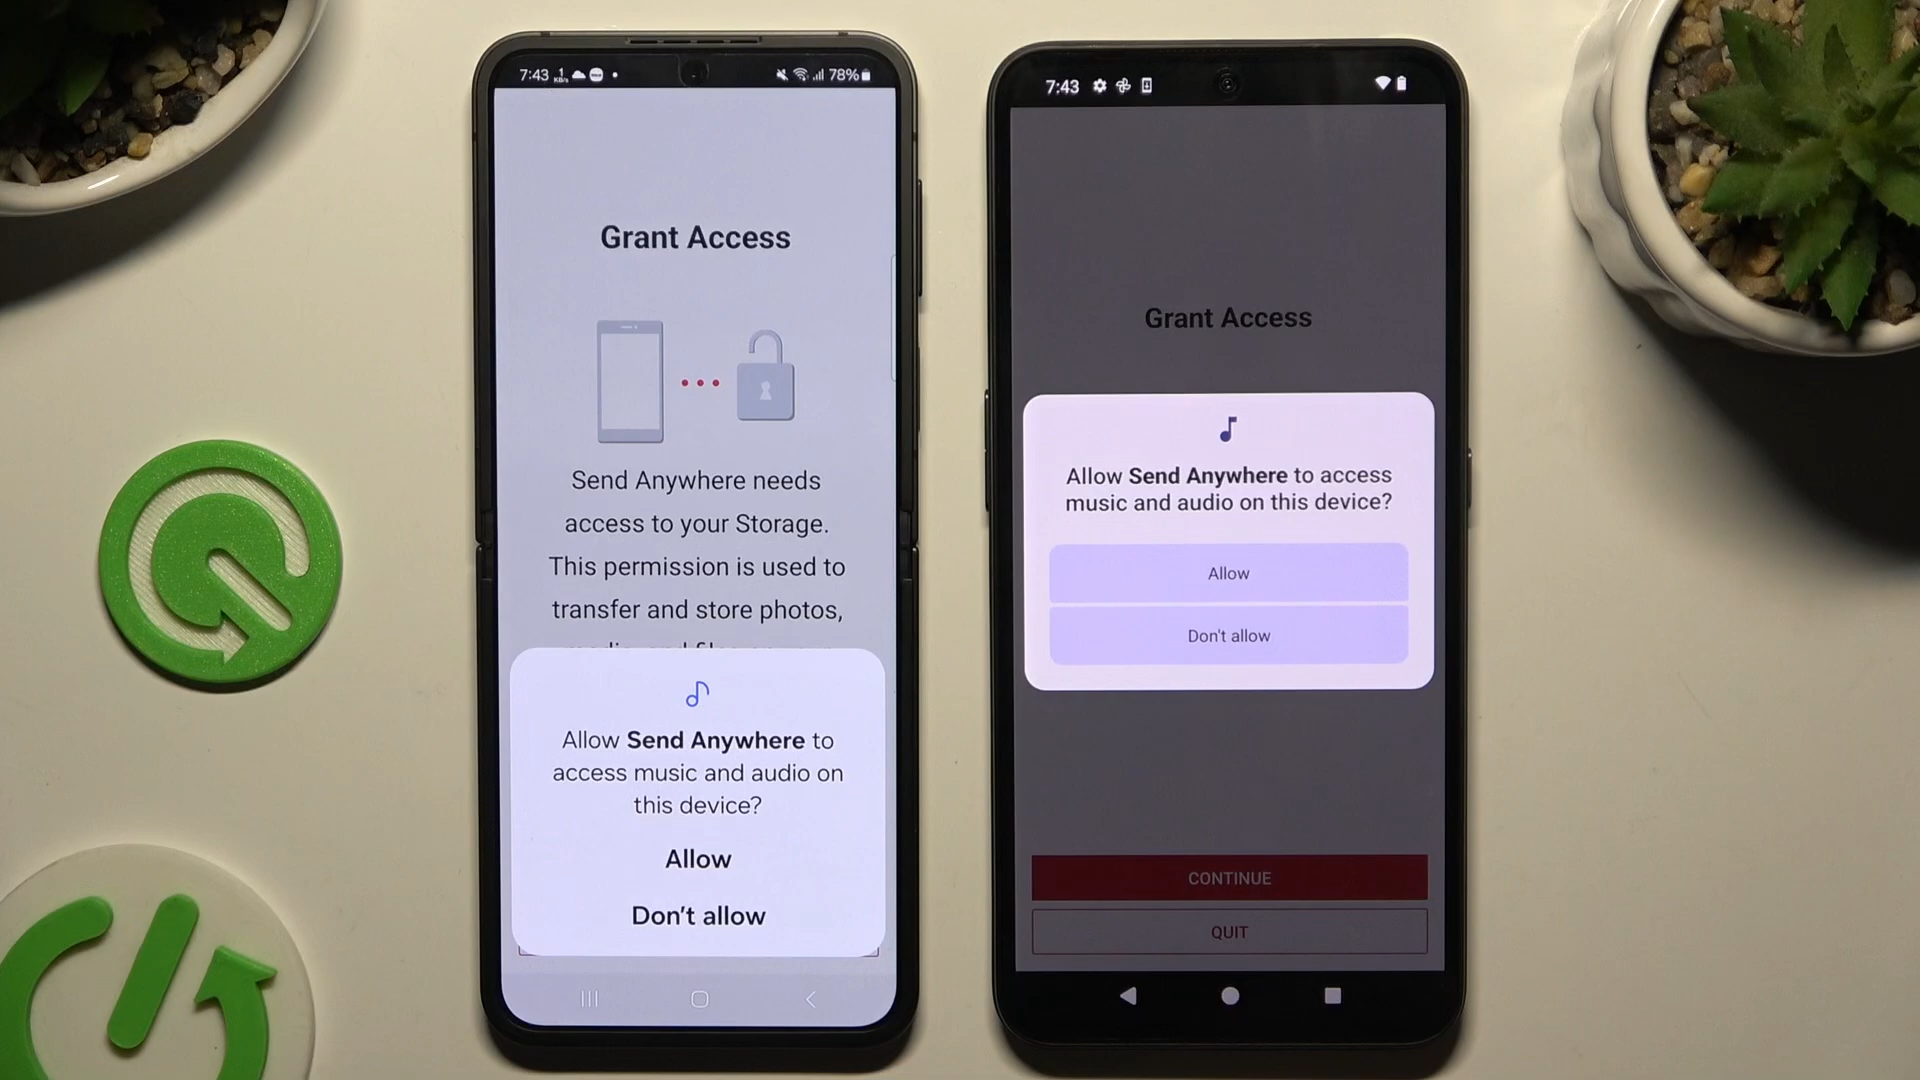 7:43
78%
Grant Access
Send Anywhere needs
access to your Storage.
This permission is used to
transfer and store photos,
Allow Send Anywhere to
access music and audio on
this device?
Allow
Don't allow
7:43
Grant Access
Allow Send Anywhere to access
music and audio on this device?
Allow
Don't allow
CONTINUE
QUIT